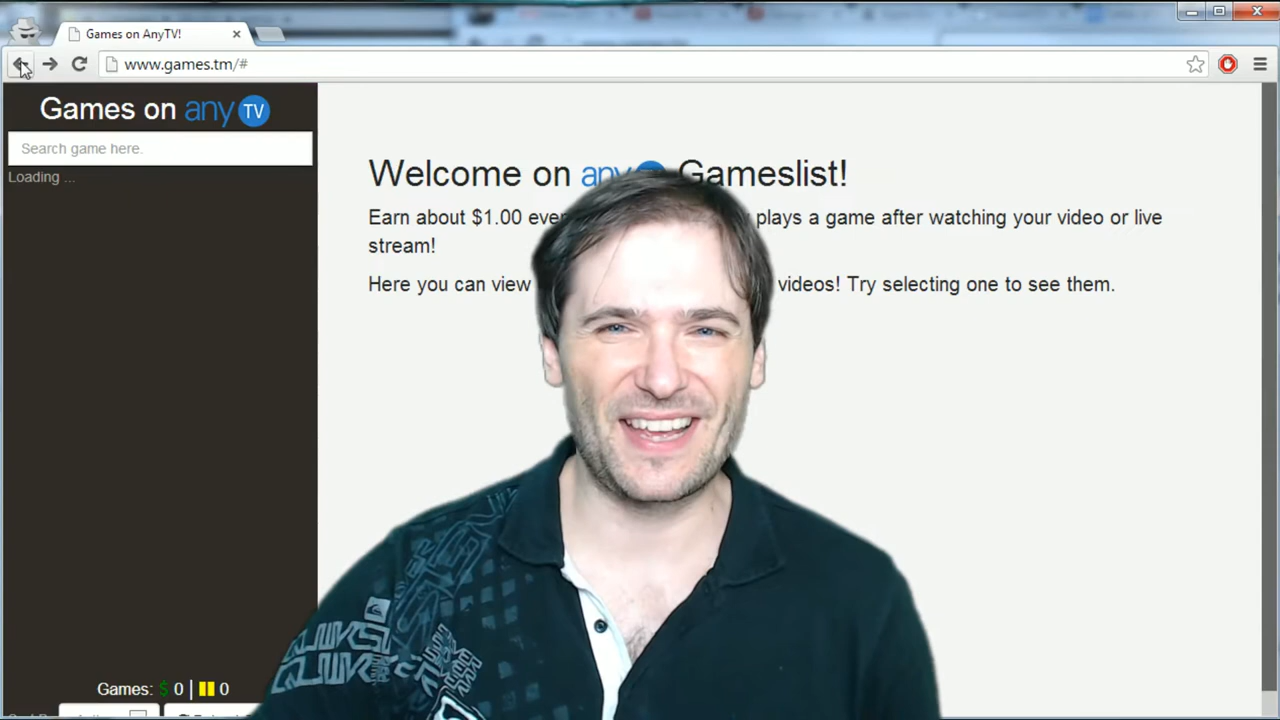 Games on AnyTV!
www.games.tm/#
Games on any TV
Search game here.
Loading ...
Games: $ 0 | 0
Welcome on any Gameslist!
Earn about $1.00 plays a game after watching your video or live
stream!
Here you can view videos! Try selecting one to see them.